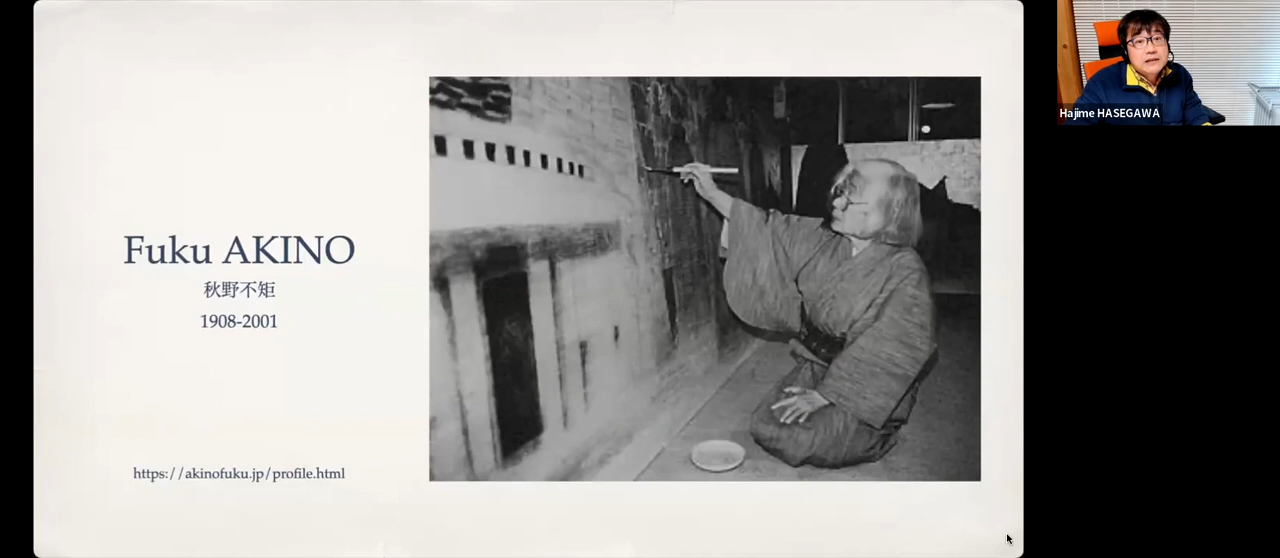 Fuku AKINO
秋野不矩
1908-2001
https://akinofuku.jp/profile.html
Hajime HASEGAWA